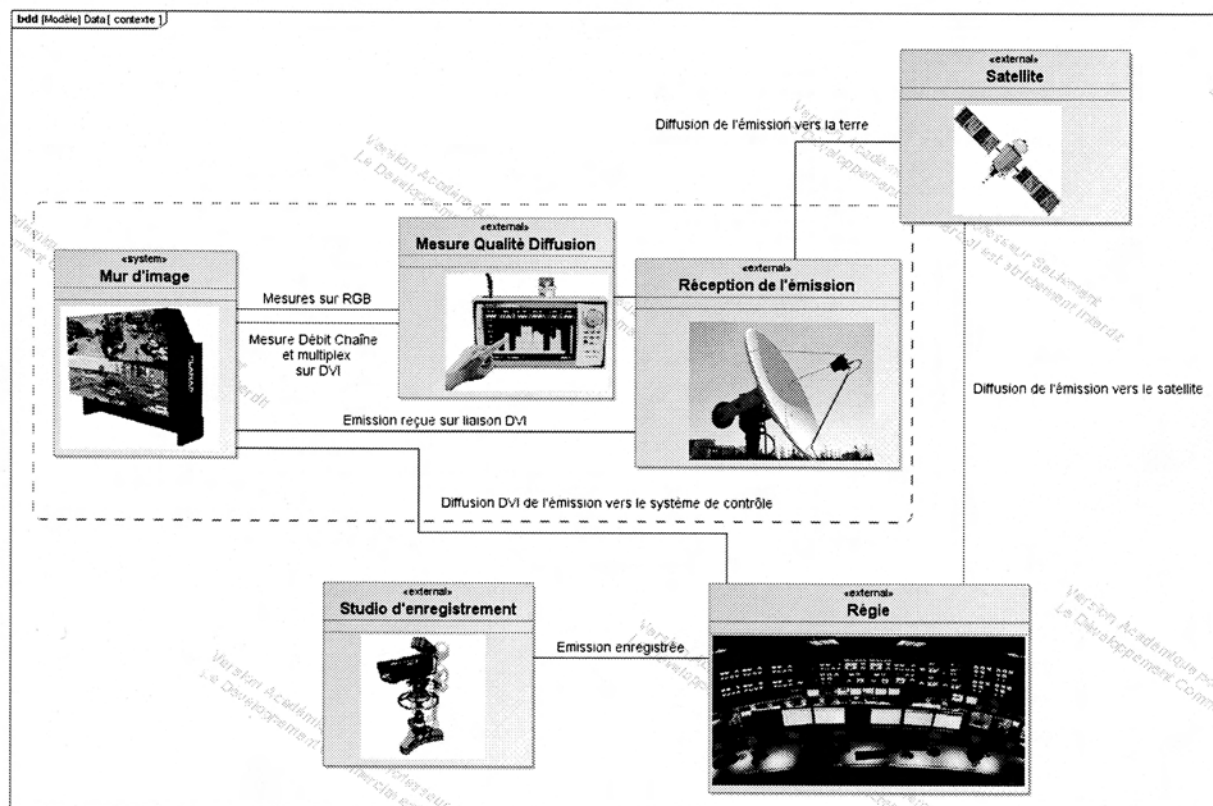 bdd [Modèle] Data [ contexte ]
«external»
Satellite
Diffusion de l'émission vers la terre
«external»
Mesure Qualité Diffusion
«system»
Mur d'image
«external»
Réception de l'émission
Mesures sur RGB
Mesure Débit Chaîne
et multiplex
sur DVI
Diffusion de l'émission vers le satellite
Emission reçue sur liaison DVI
Diffusion DVI de l'émission vers le système de contrôle
«external»
Studio d'enregistrement
«external»
Règie
Emission enregistrée